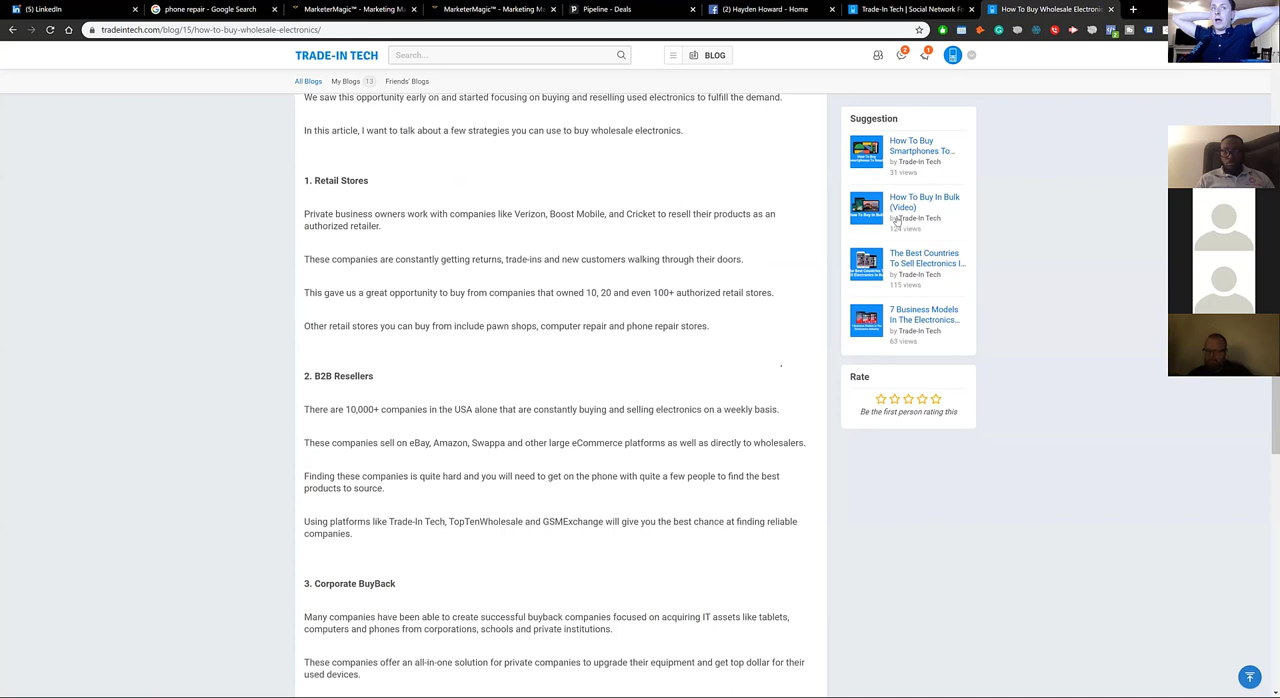 (5) LinkedIn
phone repair - Google Search
MarketerMagic™ - Marketing M
MarketerMagic™ - Marketing M
Pipeline - Deals
(2) Hayden Howard - Home
Trade-In Tech | Social Network F
How To Buy Wholesale Electronic
tradeintech.com/blog/15/how-to-buy-wholesale-electronics/
TRADE-IN TECH
Search...
BLOG
2
1
All Blogs My Blogs 13 Friends' Blogs
We saw this opportunity early on and started focusing on buying and reselling used electronics to fulfill the demand.
In this article, I want to talk about a few strategies you can use to buy wholesale electronics.
1. Retail Stores
Private business owners work with companies like Verizon, Boost Mobile, and Cricket to resell their products as an
authorized retailer.
These companies are constantly getting returns, trade-ins and new customers walking through their doors.
This gave us a great opportunity to buy from companies that owned 10, 20 and even 100+ authorized retail stores.
Other retail stores you can buy from include pawn shops, computer repair and phone repair stores.
2. B2B Resellers
There are 10,000+ companies in the USA alone that are constantly buying and selling electronics on a weekly basis.
These companies sell on eBay, Amazon, Swappa and other large eCommerce platforms as well as directly to wholesalers.
Finding these companies is quite hard and you will need to get on the phone with quite a few people to find the best
products to source.
Using platforms like Trade-In Tech, TopTenWholesale and GSMExchange will give you the best chance at finding reliable
companies.
3. Corporate BuyBack
Many companies have been able to create successful buyback companies focused on acquiring IT assets like tablets,
computers and phones from corporations, schools and private institutions.
These companies offer an all-in-one solution for private companies to upgrade their equipment and get top dollar for their
used devices.
Suggestion
How To Buy
Smartphones To...
by Trade-In Tech
31 views
How To Buy In Bulk
(Video)
by Trade-In Tech
124 views
The Best Countries
To Sell Electronics I...
by Trade-In Tech
115 views
7 Business Models
In The Electronics...
by Trade-In Tech
63 views
Rate
Be the first person rating this